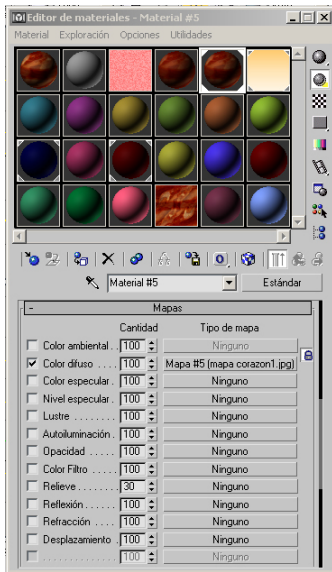 Editor de materiales - Material #5
Material Exploración Opciones Utilidades
Material #5 Estándar
- Mapas
Cantidad Tipo de mapa
Color ambiental . 100 Ninguno
Color difuso .... 100 Mapa #5 (mapa corazon1.jpg)
Color especular . 100 Ninguno
Nivel especular . 100 Ninguno
Lustre ........ 100 Ninguno
Autoiluminación . 100 Ninguno
Opacidad ..... 100 Ninguno
Color Filtro .... 100 Ninguno
Relieve ....... 30 Ninguno
Reflexión ..... 100 Ninguno
Refracción .... 100 Ninguno
Desplazamiento . 100 Ninguno
............. 100 Ninguno